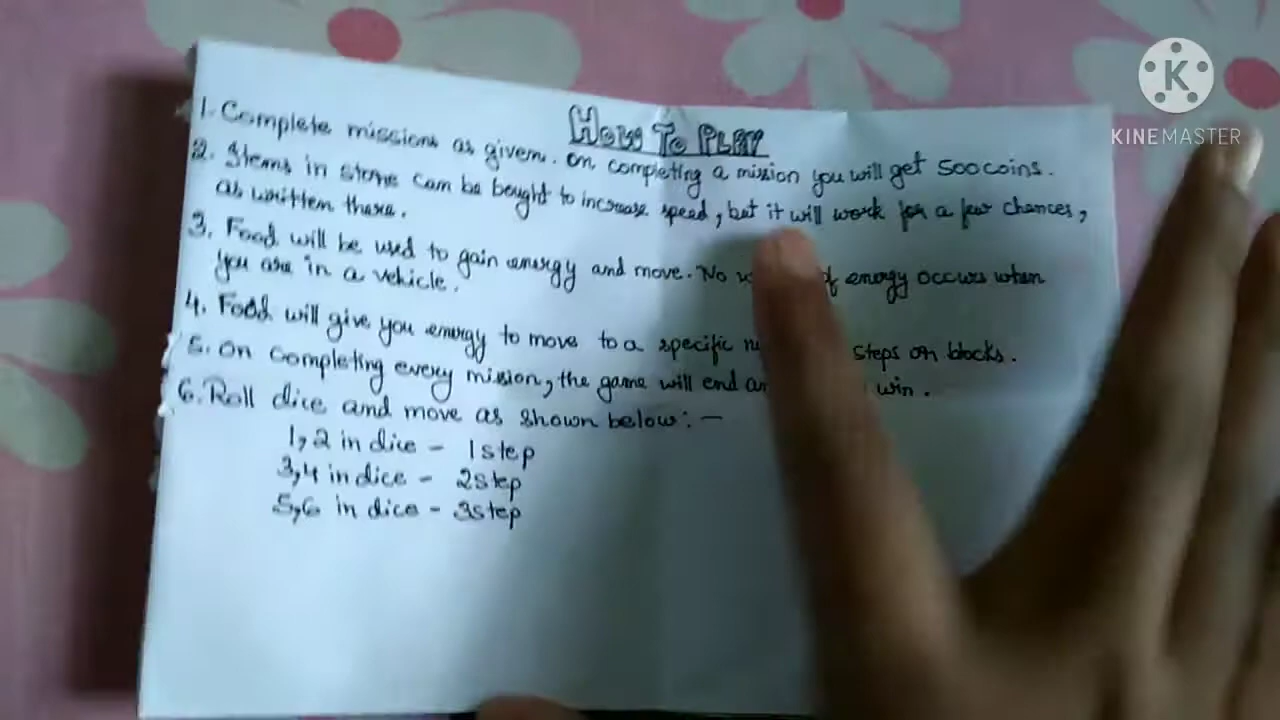 How To PLAY
1. Complete missions as given. On completing a mission you will get 500 coins.
2. Items in store can be bought to increase speed, but it will work for a few chances,
as written there.
3. Food will be used to gain energy and move. No of energy occurs when
you are in a vehicle.
4. Food will give you energy to move to a specific steps on blocks.
5. On completing every mission, the game will end win.
6. Roll dice and move as shown below:-
1,2 in dice - 1step
3,4 in dice - 2step
5,6 in dice - 3step
K
KINEMASTER